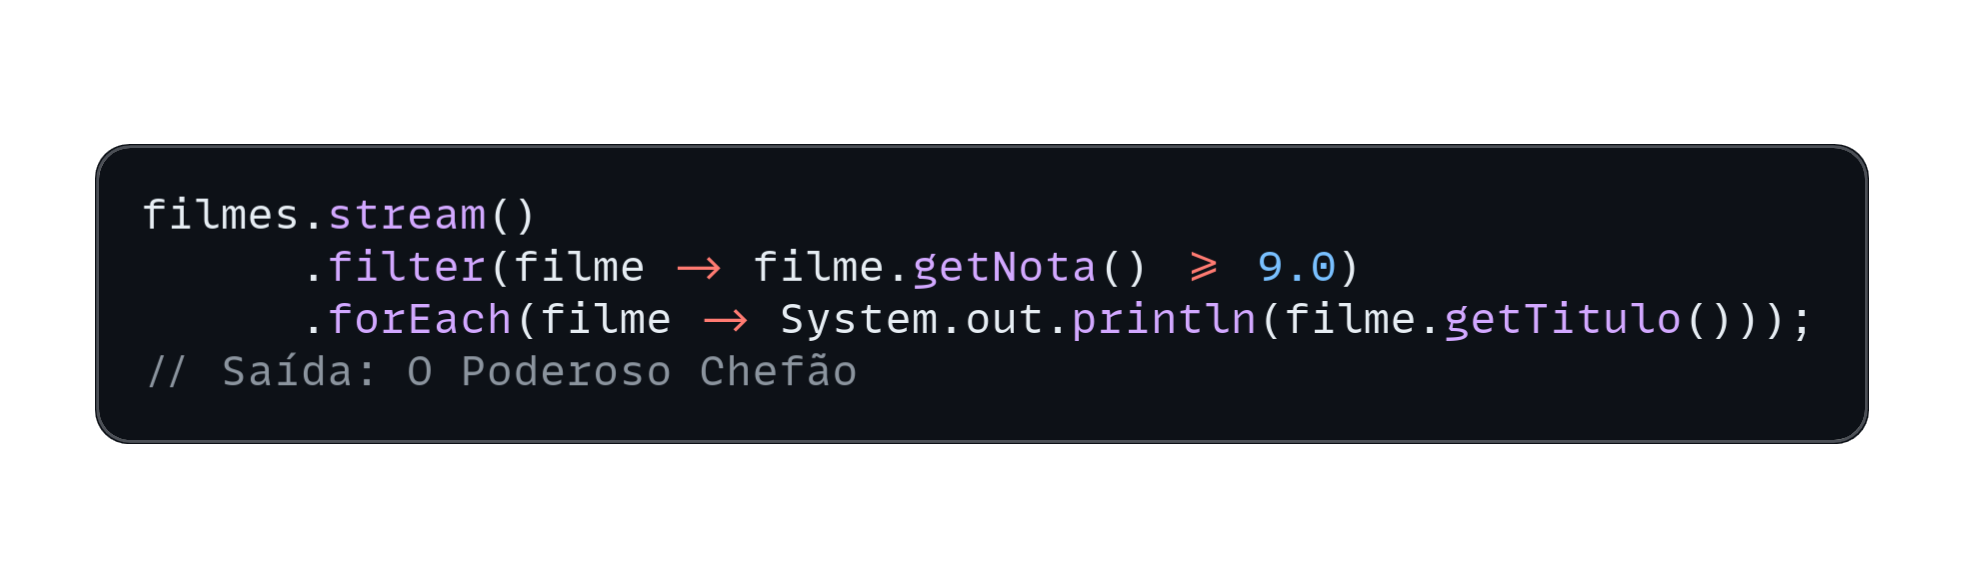 filmes.stream()
.filter(filme -> filme.getNota() >= 9.0)
.forEach(filme -> System.out.println(filme.getTitulo()));
// Saída: O Poderoso Chefão